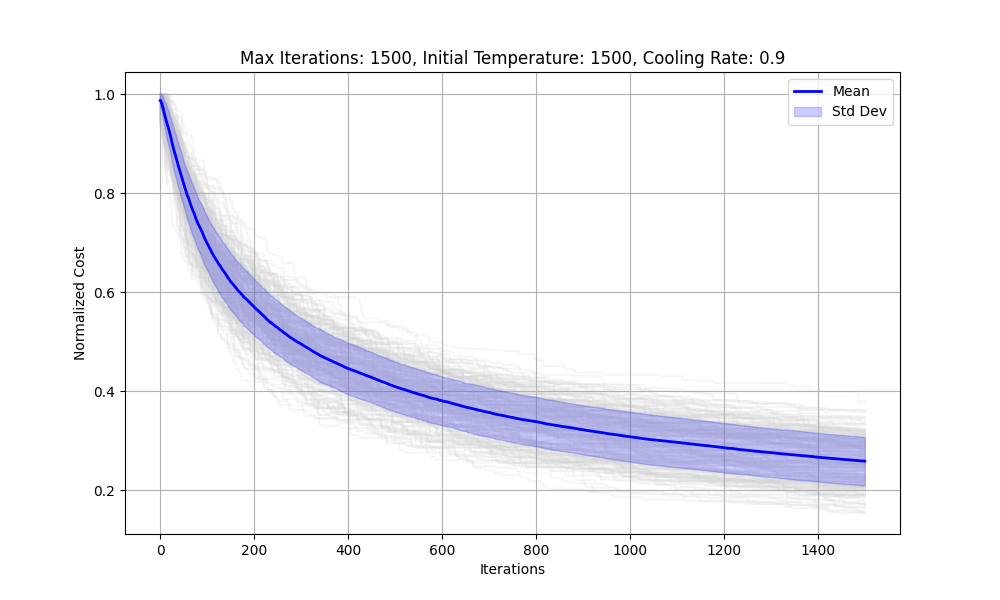 Max Iterations: 1500, Initial Temperature: 1500, Cooling Rate: 0.9
Mean
Std Dev
Normalized Cost
1.0
0.8
0.6
0.4
0.2
0 200 400 600 800 1000 1200 1400
Iterations